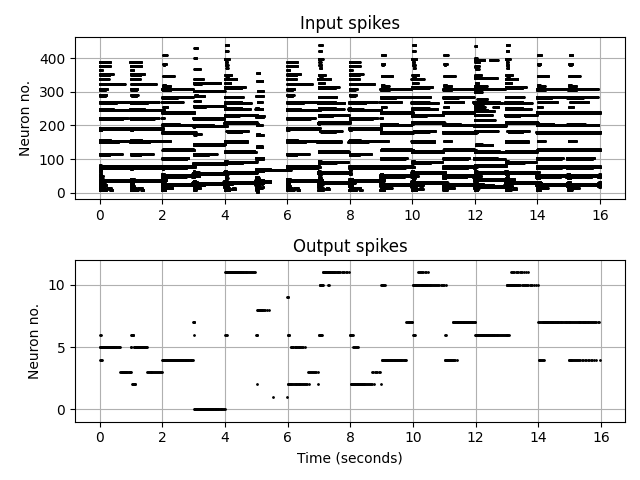 Input spikes
Neuron no.
400
300
200
100
0
0 2 4 6 8 10 12 14 16
Output spikes
Neuron no.
10
5
0
0 2 4 6 8 10 12 14 16
Time (seconds)